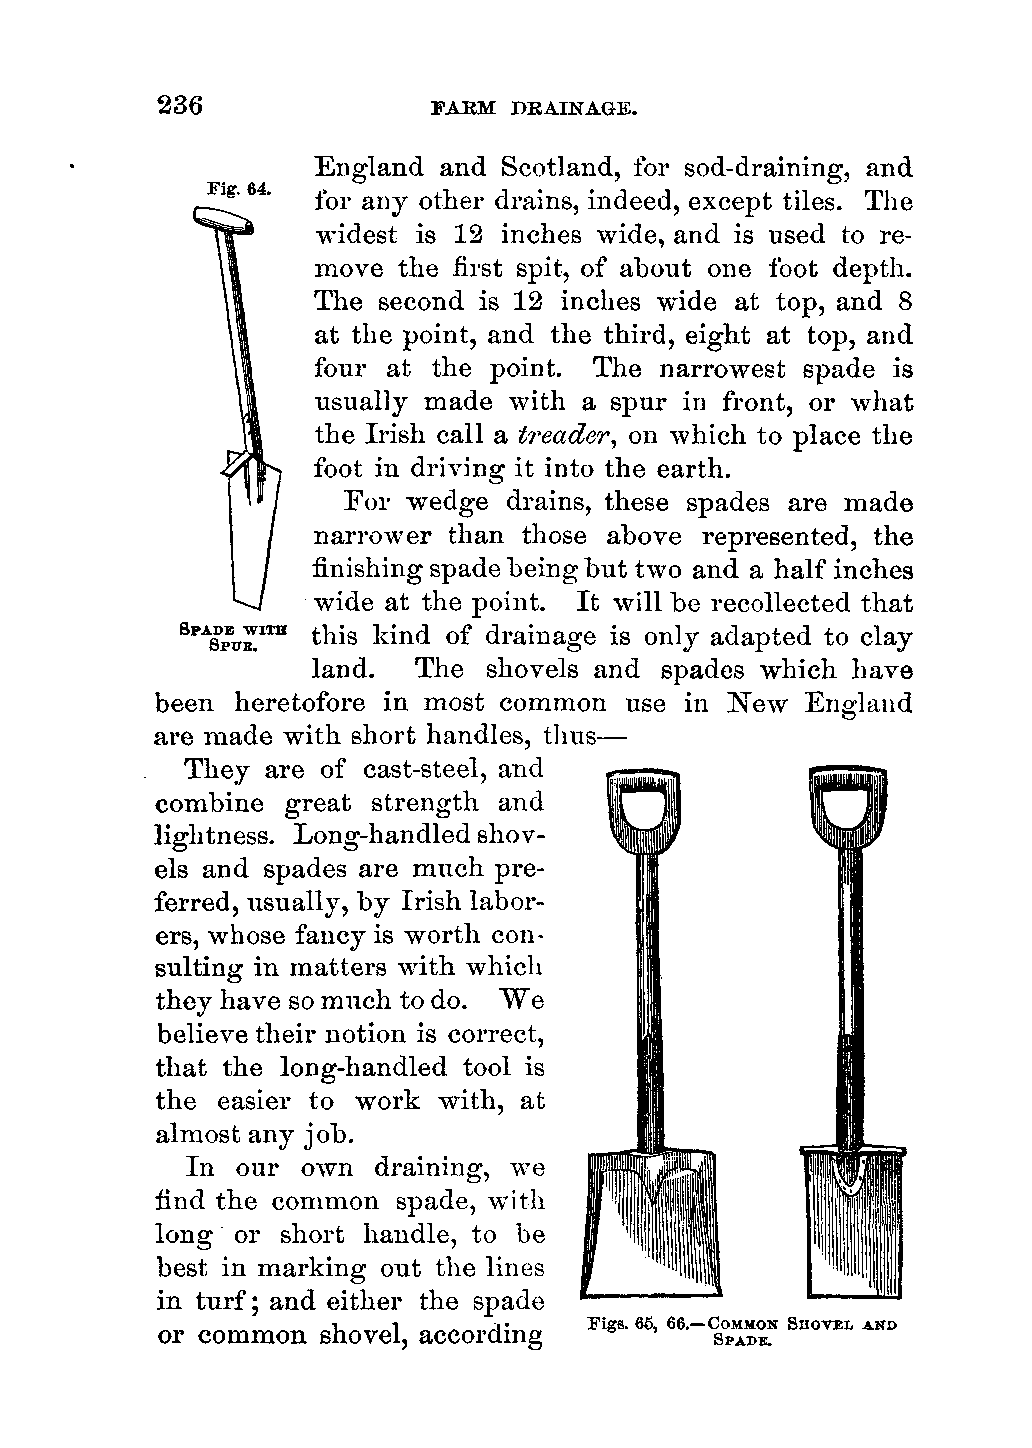 236
FARM DRAINAGE.
Fig. 64.
England and Scotland, for sod-draining, and
for any other drains, indeed, except tiles. The
widest is 12 inches wide, and is used to re-
move the first spit, of about one foot depth.
The second is 12 inches wide at top, and 8
at the point, and the third, eight at top, and
four at the point. The narrowest spade is
usually made with a spur in front, or what
the Irish call a treader, on which to place the
foot in driving it into the earth.
For wedge drains, these spades are made
narrower than those above represented, the
finishing spade being but two and a half inches
wide at the point. It will be recollected that
this kind of drainage is only adapted to clay
land. The shovels and spades which have
SPADE WITH
SPUR.
been heretofore in most common use in New England
are made with short handles, thus—
They are of cast-steel, and
combine great strength and
lightness. Long-handled shov-
els and spades are much pre-
ferred, usually, by Irish labor-
ers, whose fancy is worth con-
sulting in matters with which
they have so much to do. We
believe their notion is correct,
that the long-handled tool is
the easier to work with, at
almost any job.
In our own draining, we
find the common spade, with
long or short handle, to be
best in marking out the lines
in turf; and either the spade
or common shovel, according
Figs. 65, 66.—COMMON SHOVEL AND
SPADE.